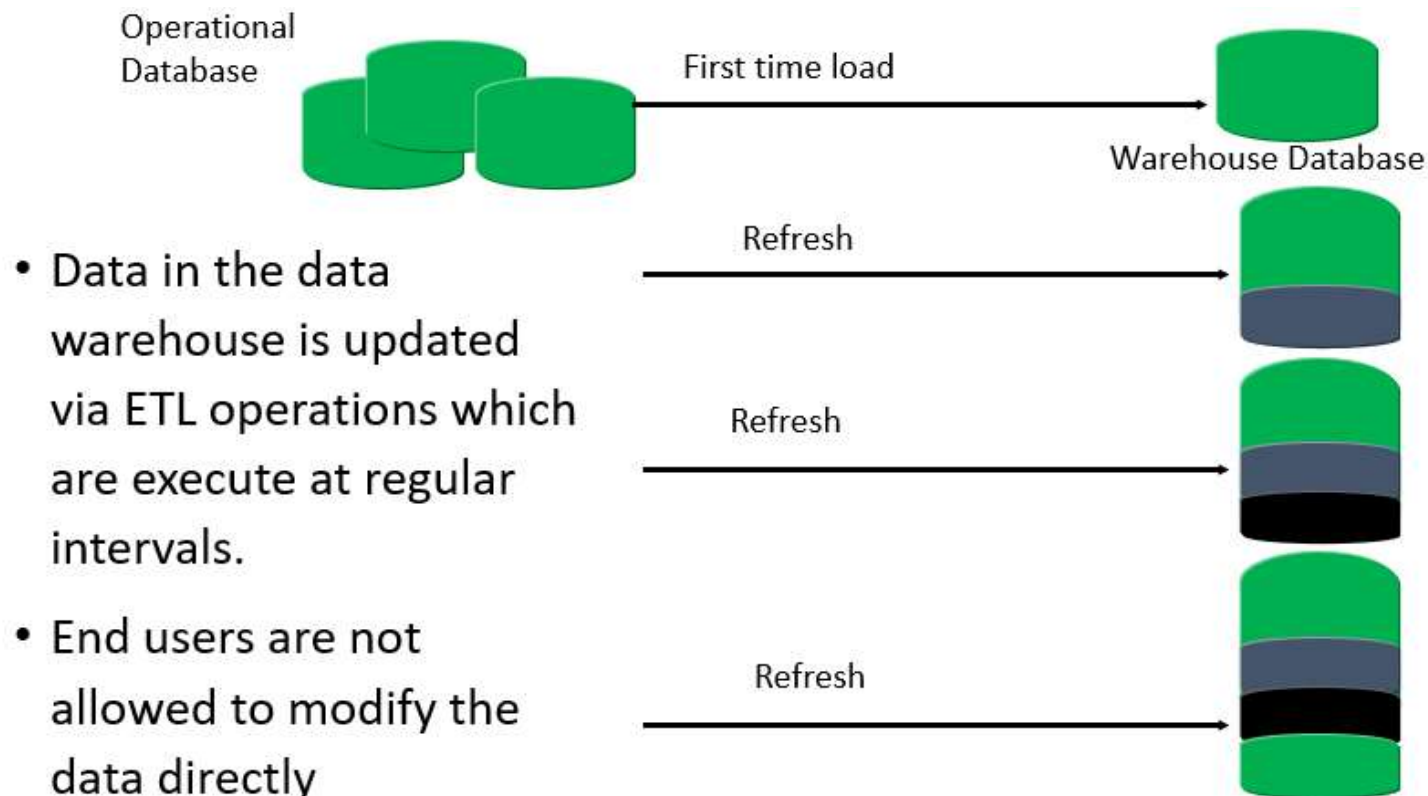 Operational
Database
First time load
Warehouse Database
Refresh
• Data in the data
warehouse is updated
via ETL operations which
are execute at regular
intervals.
Refresh
• End users are not
allowed to modify the
data directly
Refresh